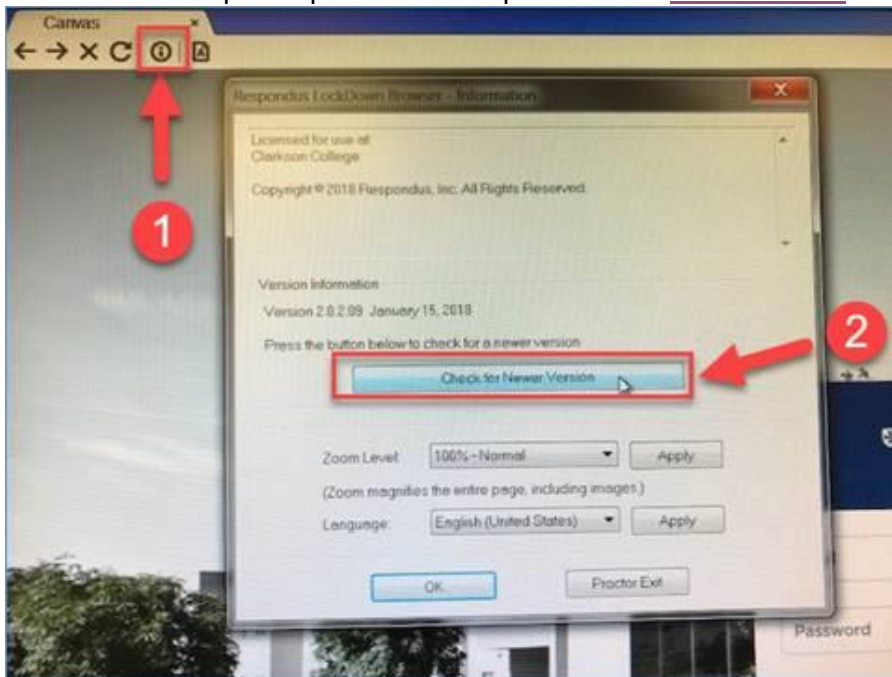 Canvas ×
1
Respondus LockDown Browser - Information
Licensed for use at:
Clarkson College
Copyright © 2018 Respondus, Inc. All Rights Reserved.
Version Information
Version 2.0.2.09 January 15, 2018
Press the button below to check for a newer version
2
Check for Newer Version
Zoom Level: 100% - Normal Apply
(Zoom magnifies the entire page, including images.)
Language: English (United States) Apply
OK Proctor Exit
Password